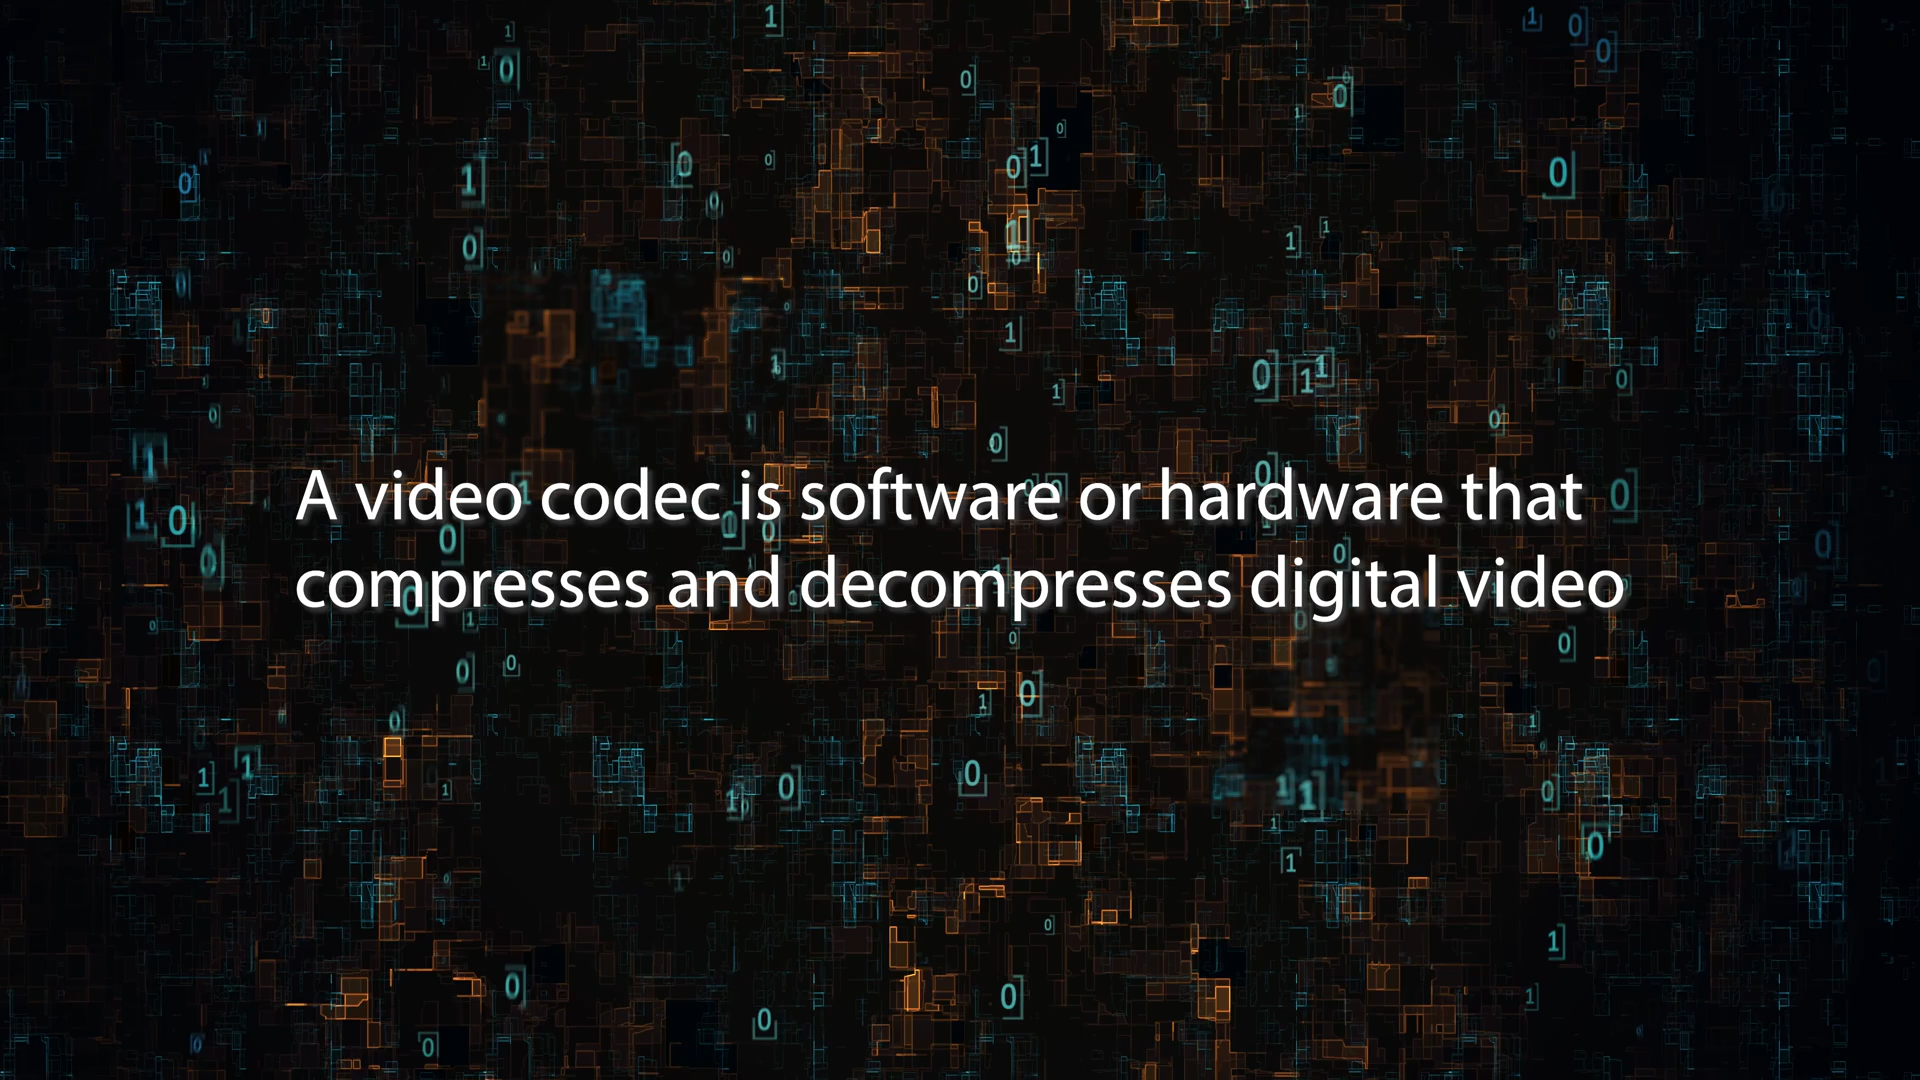 A video codec is software or hardware that
compresses and decompresses digital video